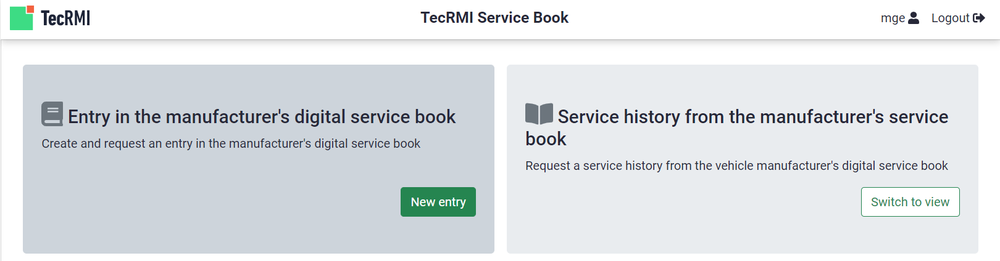 TecRMI
TecRMI Service Book
mge
Logout
Entry in the manufacturer's digital service book
Create and request an entry in the manufacturer's digital service book
New entry
Service history from the manufacturer's service
book
Request a service history from the vehicle manufacturer's digital service book
Switch to view